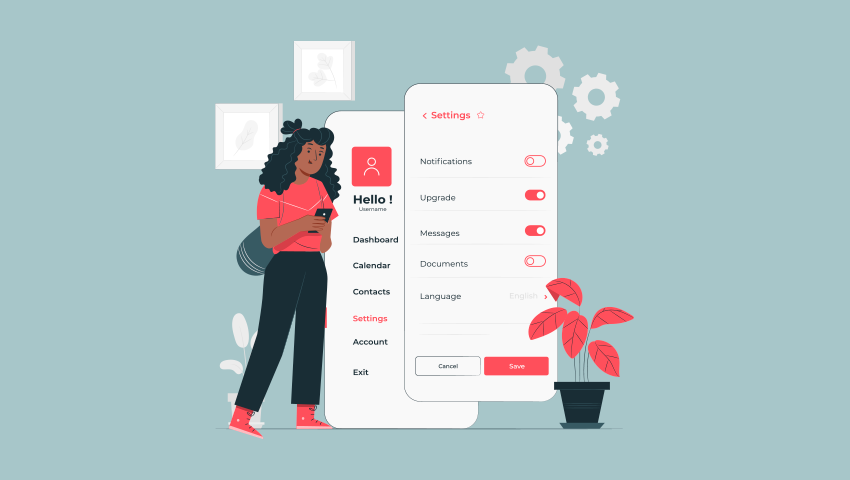 Hello !
Username
Dashboard
Calendar
Contacts
Settings
Account
Exit
Settings
Notifications
Upgrade
Messages
Documents
Language English
Cancel Save